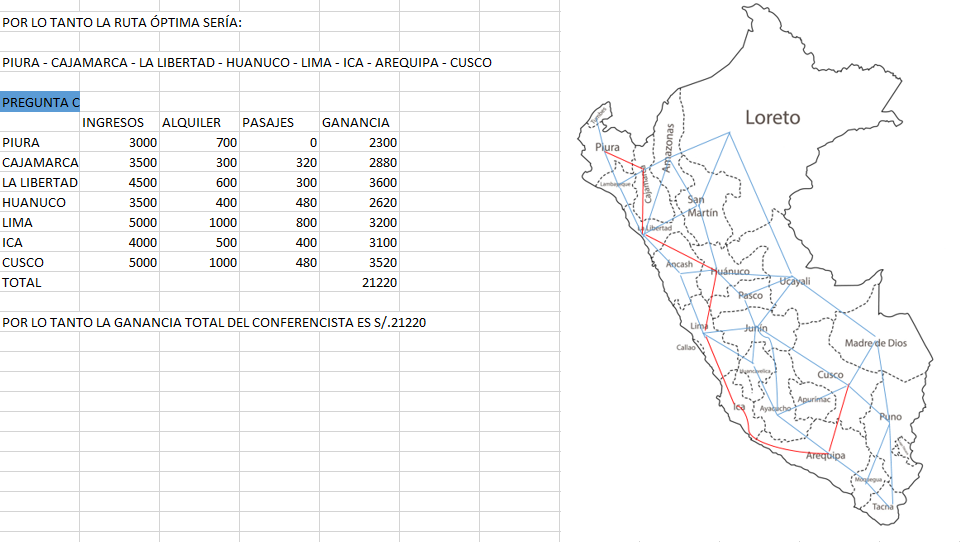 POR LO TANTO LA RUTA ÓPTIMA SERÍA:
PIURA - CAJAMARCA - LA LIBERTAD - HUANUCO - LIMA - ICA - AREQUIPA - CUSCO
PREGUNTA C
INGRESOS ALQUILER PASAJES GANANCIA
PIURA 3000 700 0 2300
CAJAMARCA 3500 300 320 2880
LA LIBERTAD 4500 600 300 3600
HUANUCO 3500 400 480 2620
LIMA 5000 1000 800 3200
ICA 4000 500 400 3100
CUSCO 5000 1000 480 3520
TOTAL 21220
POR LO TANTO LA GANANCIA TOTAL DEL CONFERENCISTA ES S/.21220
Tumbes
Piura
Loreto
Amazonas
Lambayeque
Cajamarca
San
Martín
La Libertad
Áncash
Huánuco
Ucayali
Pasco
Lima
Junín
Callao
Madre de Dios
Huancavelica
Cusco
Ica
Ayacucho
Apurímac
Puno
Arequipa
Moquegua
Tacna